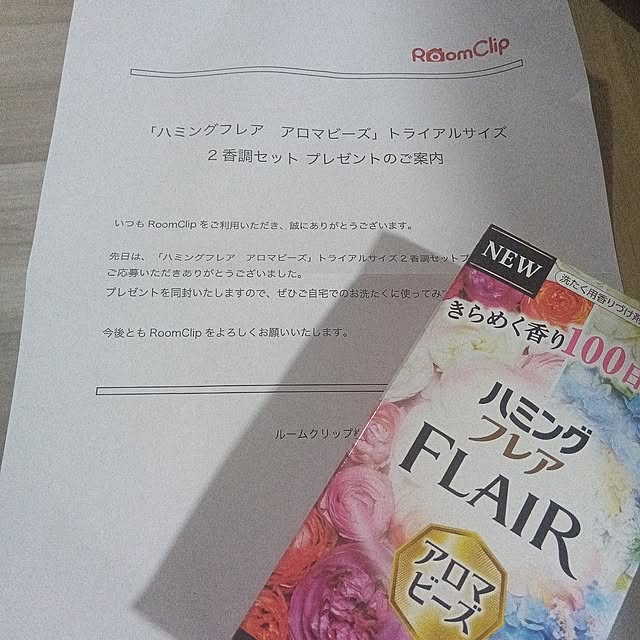 RoomClip
「ハミングフレア　アロマビーズ」トライアルサイズ
2香調セット プレゼントのご案内
いつも RoomClip をご利用いただき、誠にありがとうございます。
先日は、「ハミングフレア　アロマビーズ」トライアルサイズ2香調セットプ
ご応募いただきありがとうございました。
プレゼントを同封いたしますので、ぜひご自宅でのお洗たくに使ってみ
今後とも RoomClip をよろしくお願いいたします。
ルームクリップ
NEW
洗たく用香りづけ剤
きらめく香り100日
ハミング
フレア
FLAIR
アロマ
ビーズ